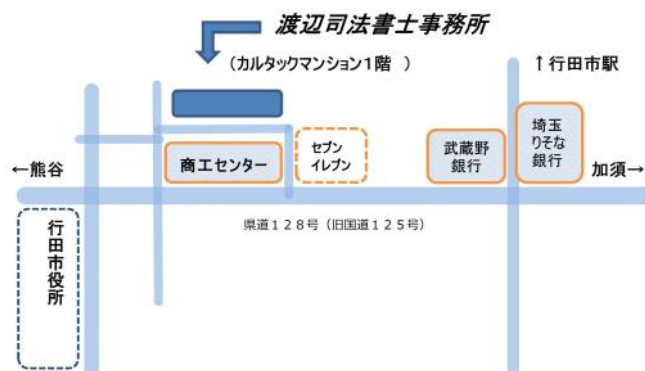 渡辺司法書士事務所
(カルタックマンション1階 )
↑行田市駅
埼玉
りそな
銀行
武蔵野
銀行
セブン
イレブン
商工センター
←熊谷
加須→
県道128号(旧国道125号)
行田市役所